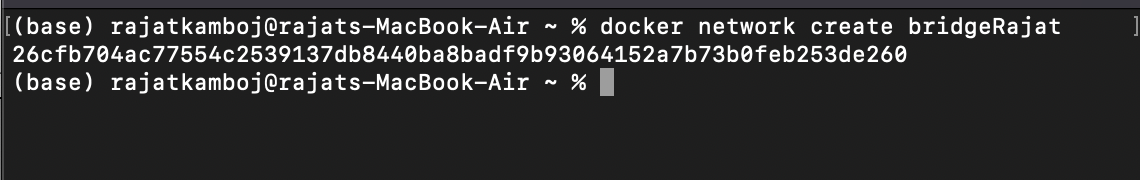 [(base) rajatkamboj@rajats-MacBook-Air ~ % docker network create bridgeRajat ]
26cfb704ac77554c2539137db8440ba8badf9b93064152a7b73b0feb253de260
(base) rajatkamboj@rajats-MacBook-Air ~ %